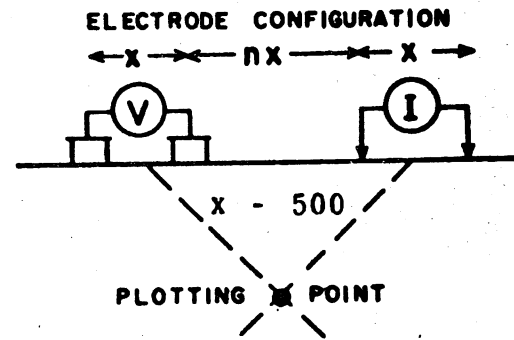 ELECTRODE CONFIGURATION
x nx x
V I
x - 500
PLOTTING POINT